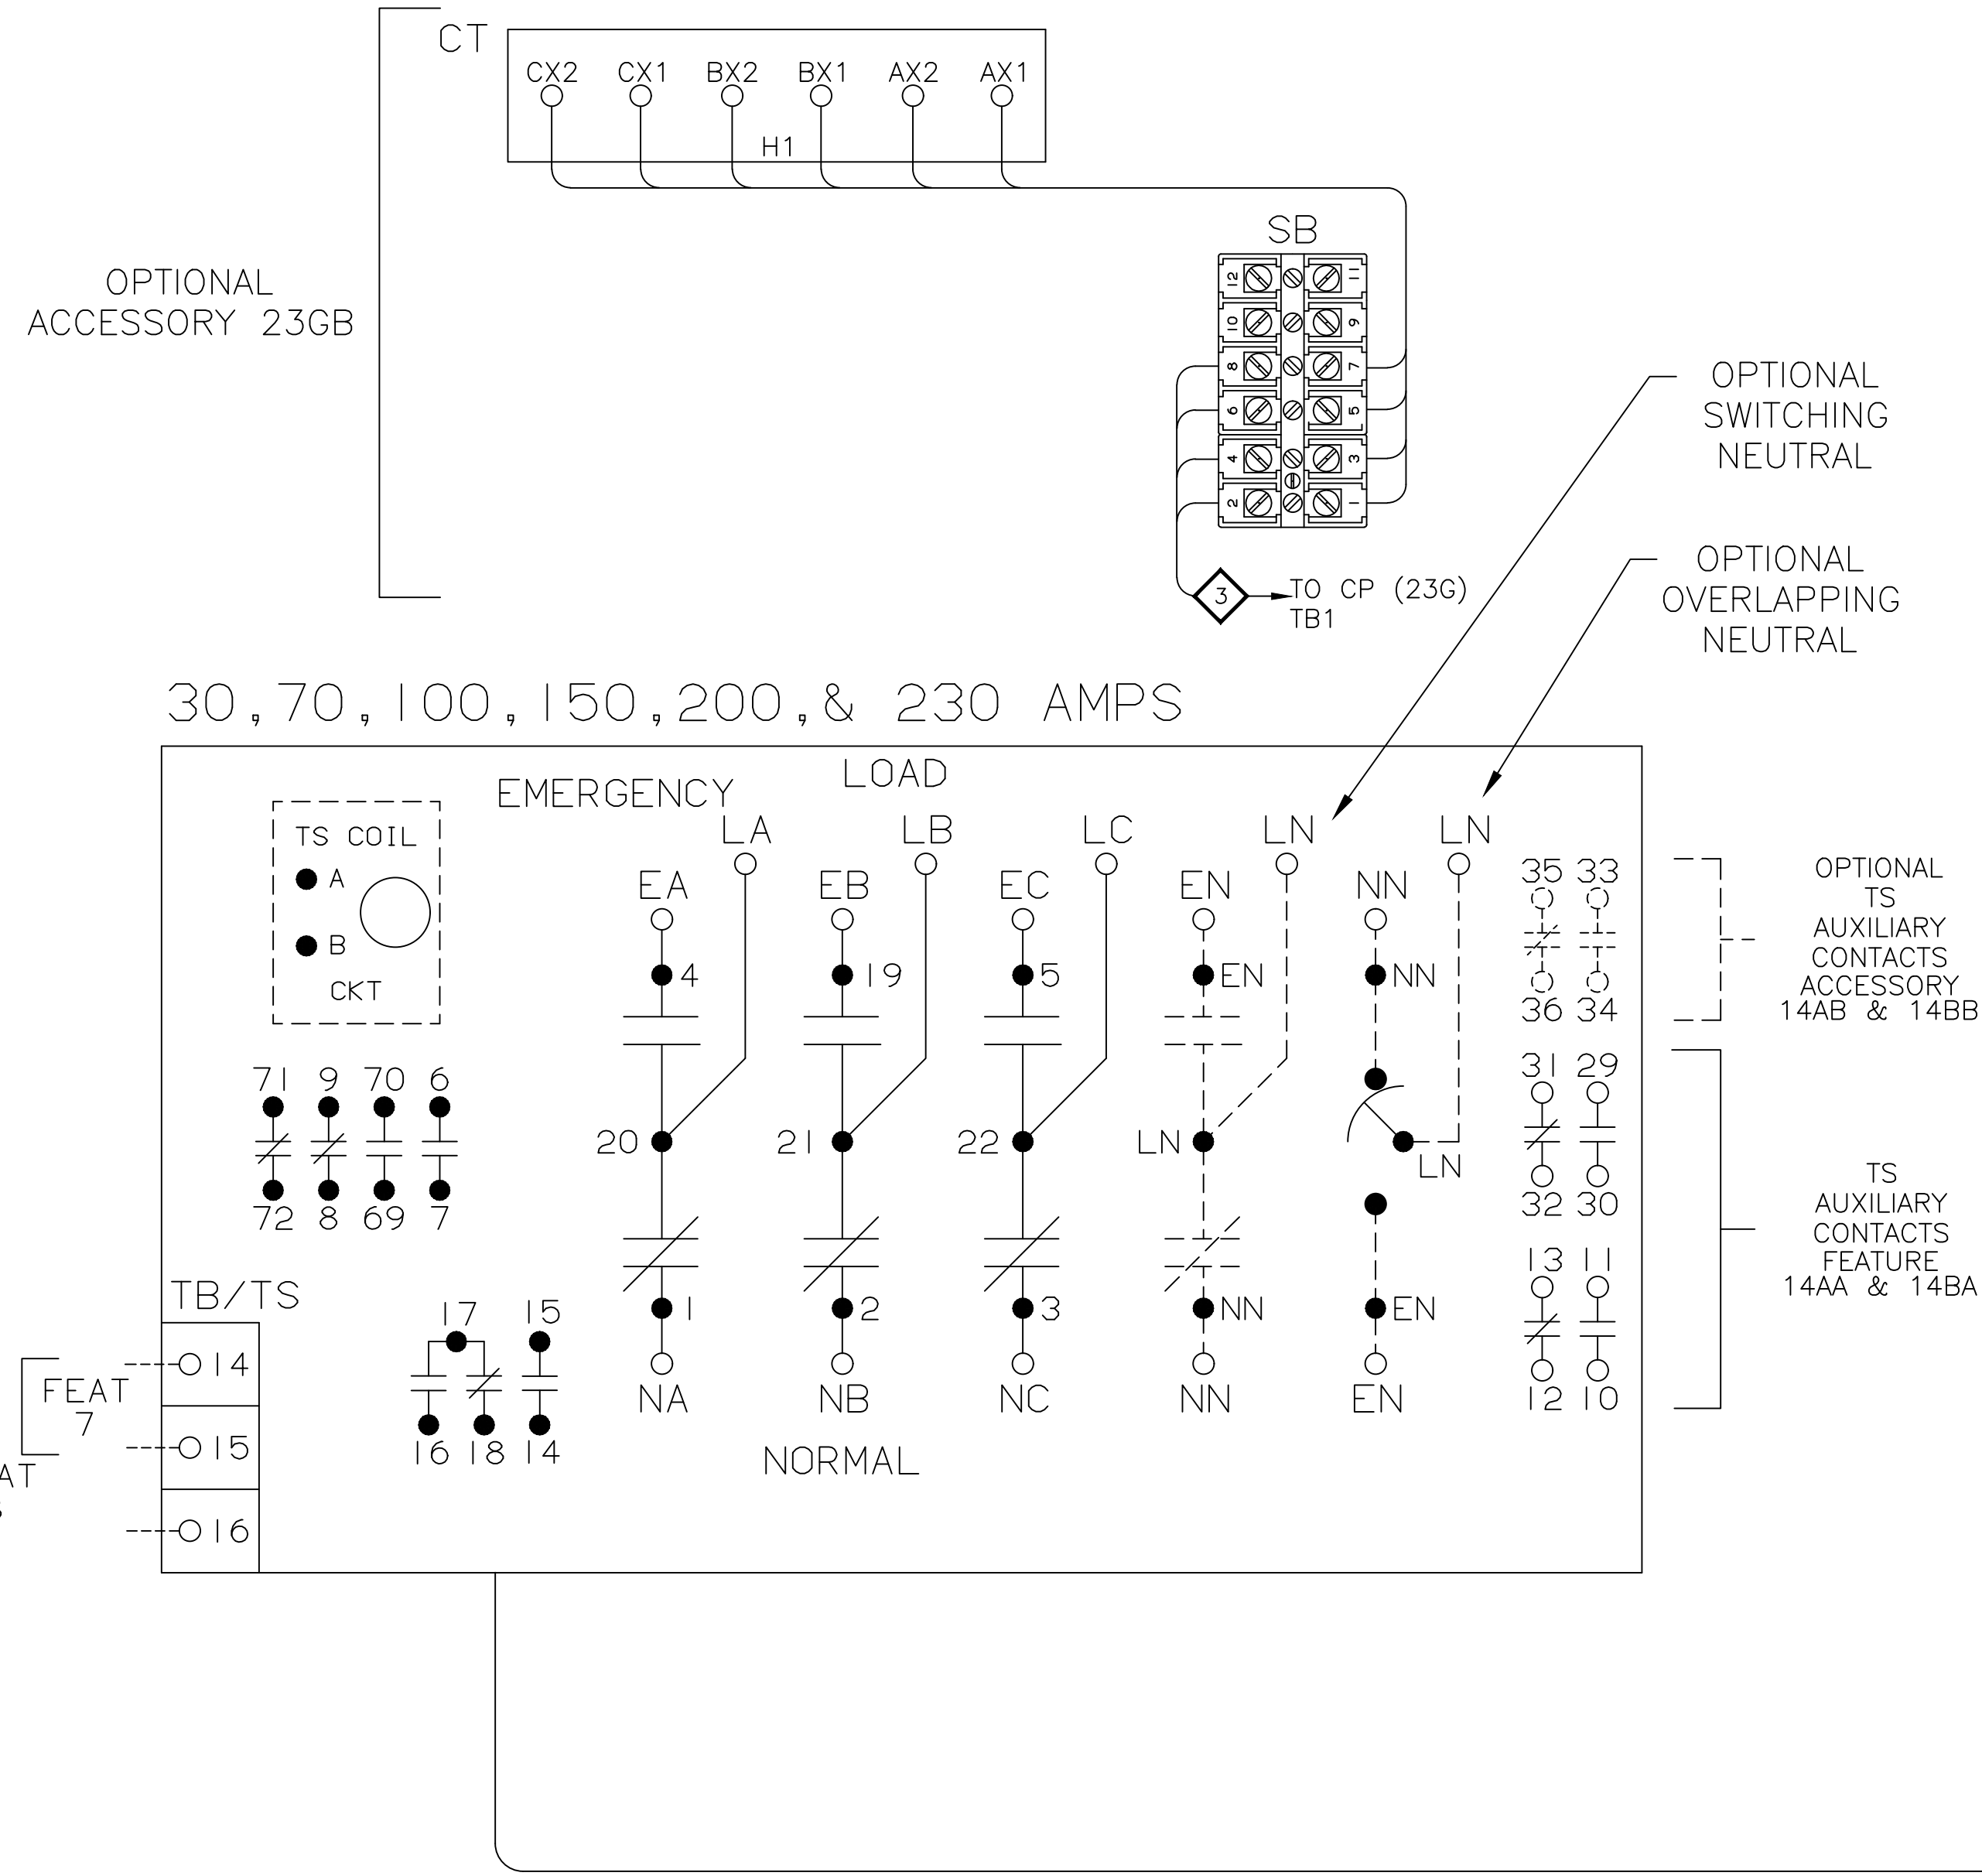 CT
CX2 CX1 BX2 BX1 AX2 AX1
H1
OPTIONAL
ACCESSORY 23GB
SB
12 11
10 9
8 7
6 5
4 3
2 1
3
TO CP (23G)
TB1
OPTIONAL
SWITCHING
NEUTRAL
OPTIONAL
OVERLAPPING
NEUTRAL
30,70,100,150,200,& 230 AMPS
EMERGENCY
LOAD
TS COIL
A
B
CKT
LA LB LC LN LN
EA EB EC EN NN
4 19 5 EN NN
20 21 22 LN LN
1 2 3 NN EN
NA NB NC NN EN
NORMAL
71 9 70 6
72 8 69 7
TB/TS
14
15
16
FEAT
7
AT
17 15
16 18 14
35 33
36 34
31 29
32 30
13 11
12 10
OPTIONAL
TS
AUXILIARY
CONTACTS
ACCESSORY
14AB & 14BB
TS
AUXILIARY
CONTACTS
FEATURE
14AA & 14BA